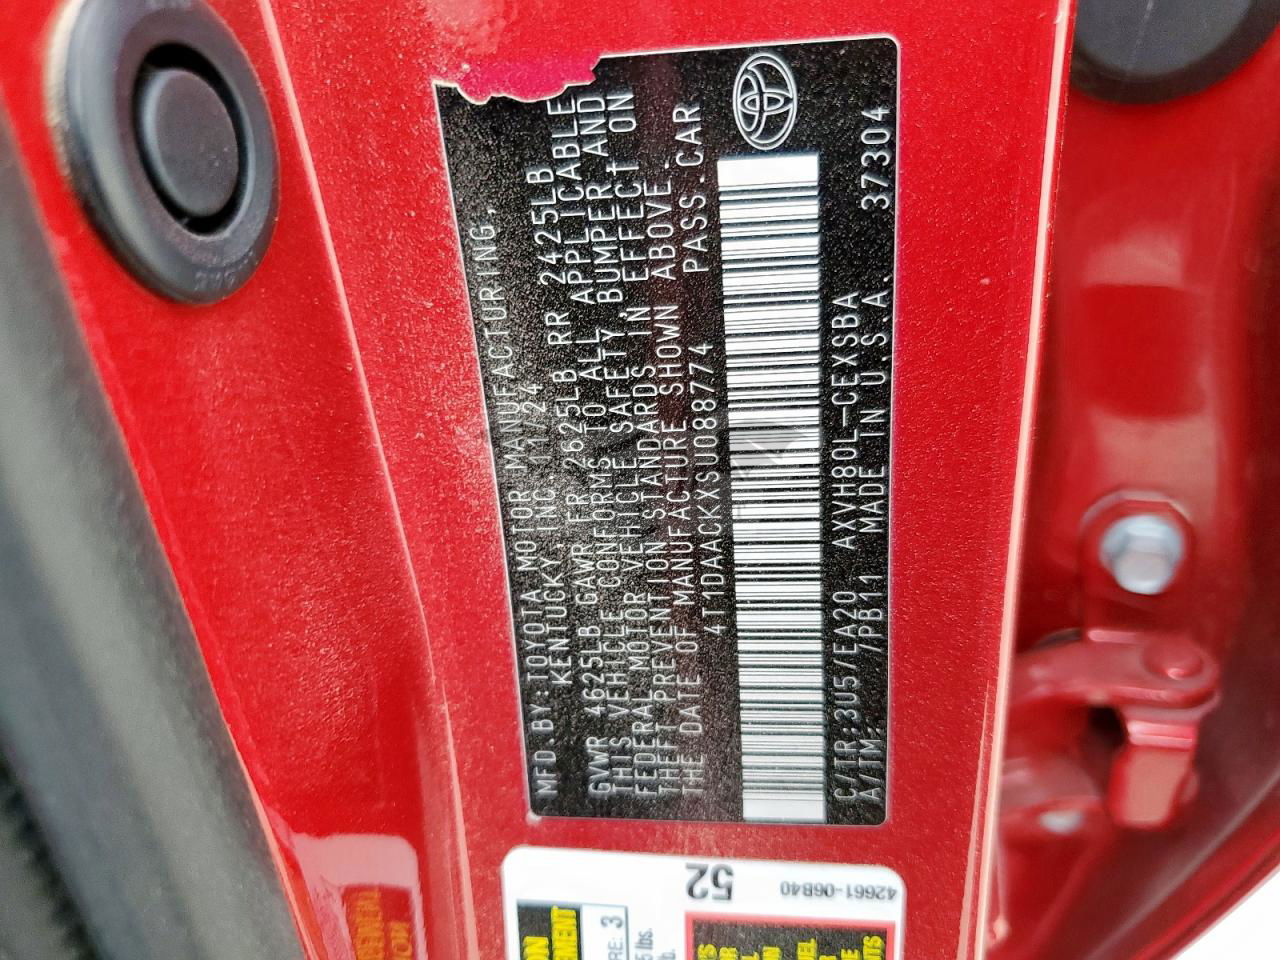 MFD BY:TOYOTA MOTOR MANUFACTURING,
KENTUCKY,INC. 11/24
GVWR 4625LB GAWR FR 2625LB RR 2425LB
THIS VEHICLE CONFORMS TO ALL APPLICABLE
FEDERAL MOTOR VEHICLE SAFETY, BUMPER AND
THEFT PREVENTION STANDARDS IN EFFECT ON
THE DATE OF MANUFACTURE SHOWN ABOVE.
4T1DAACKXSU088774 PASS.CAR
C/TR:3U5/EA20 AXVH80L-CEXSBA
A/TM: /PB11 MADE IN U.S.A. 37304
52
42661-06B40